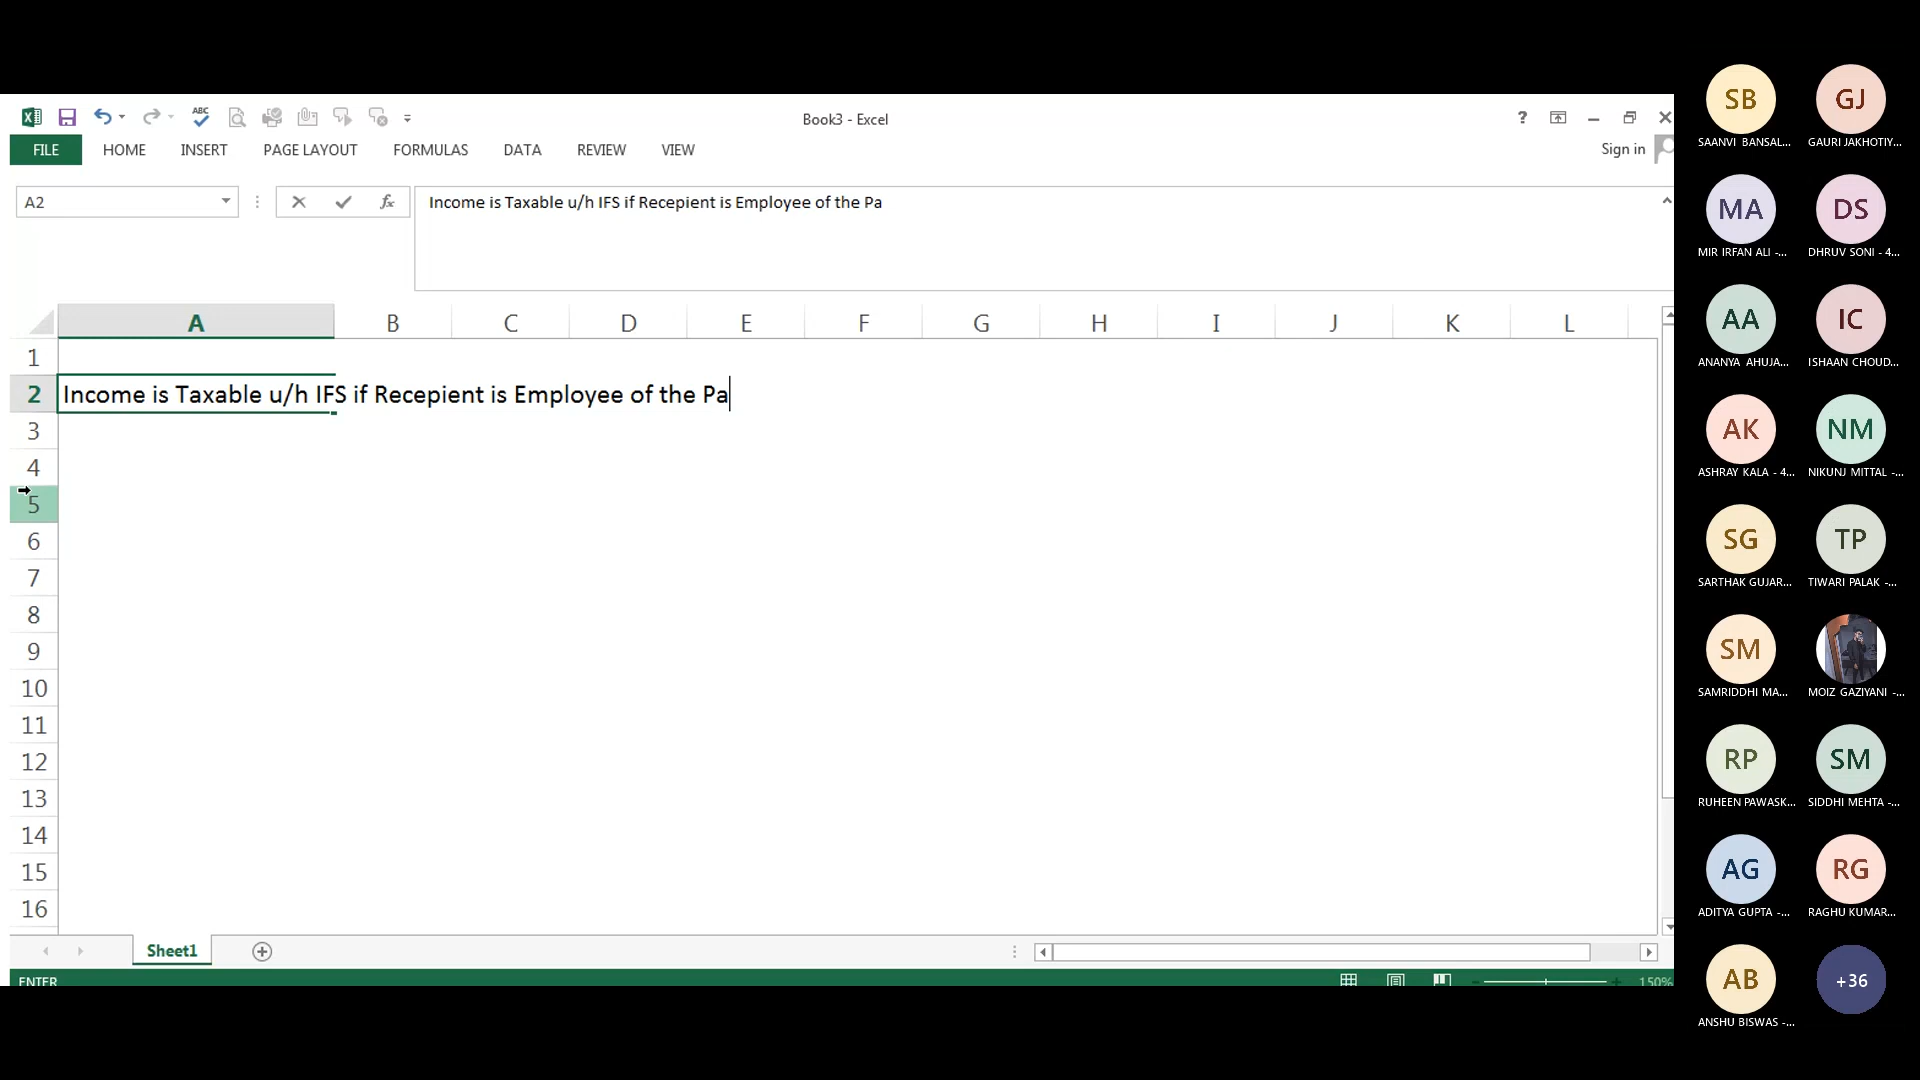 Book3 - Excel
?
FILE HOME INSERT PAGE LAYOUT FORMULAS DATA REVIEW VIEW
Sign in
A2
fx
Income is Taxable u/h IFS if Recepient is Employee of the Pa
A B C D E F G H I J K L
1
2 Income is Taxable u/h IFS if Recepient is Employee of the Pa
3
4
5
6
7
8
9
10
11
12
13
14
15
16
Sheet1
ENTER
150%
SB GJ
SAANVI BANSAL... GAURI JAKHOTIY...
MA DS
MIR IRFAN ALI -... DHRUV SONI - 4...
AA IC
ANANYA AHUJA... ISHAAN CHOUD...
AK NM
ASHRAY KALA - 4... NIKUNJ MITTAL -...
SG TP
SARTHAK GUJAR... TIWARI PALAK -...
SM
SAMRIDDHI MA... MOIZ GAZIYANI -...
RP SM
RUHEEN PAWASK... SIDDHI MEHTA -...
AG RG
ADITYA GUPTA -... RAGHU KUMAR...
AB +36
ANSHU BISWAS -...